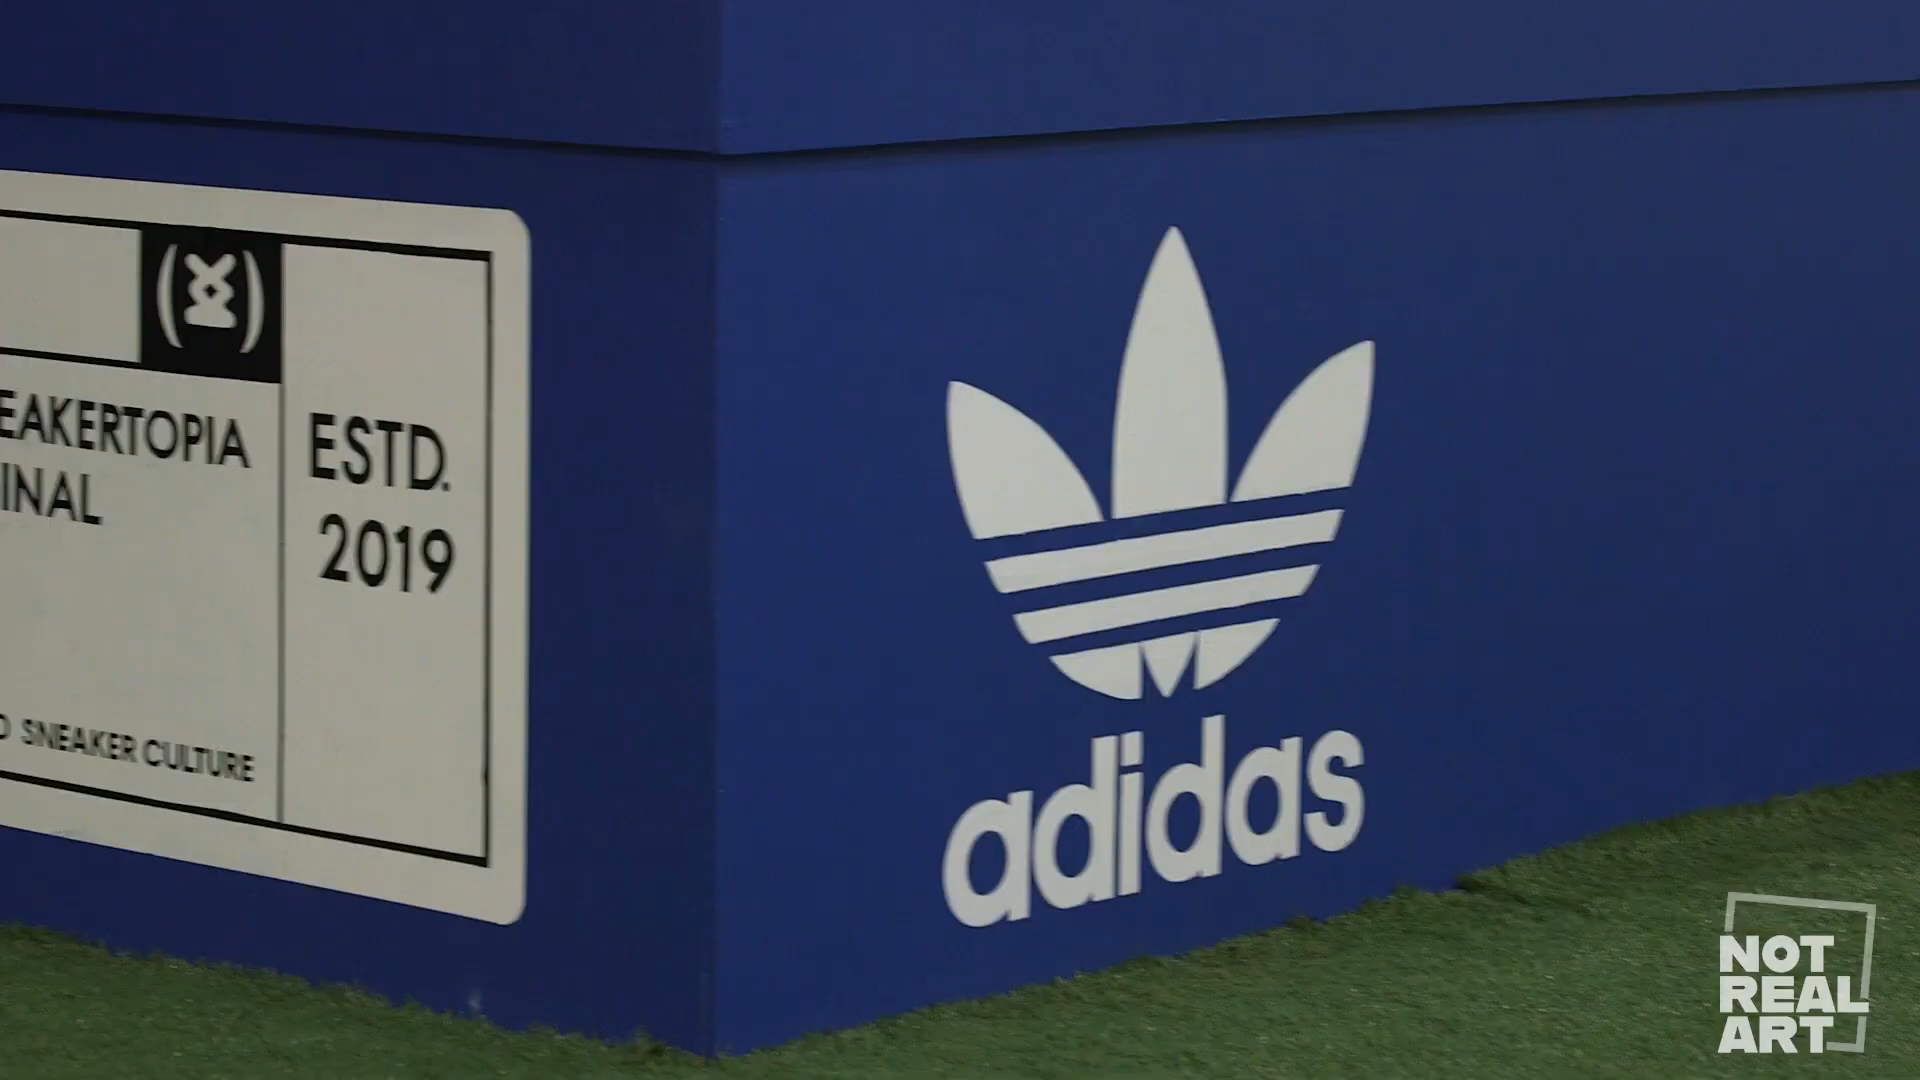 EAKERTOPIA
INAL
ESTD.
2019
SNEAKER CULTURE
adidas
NOT
REAL
ART